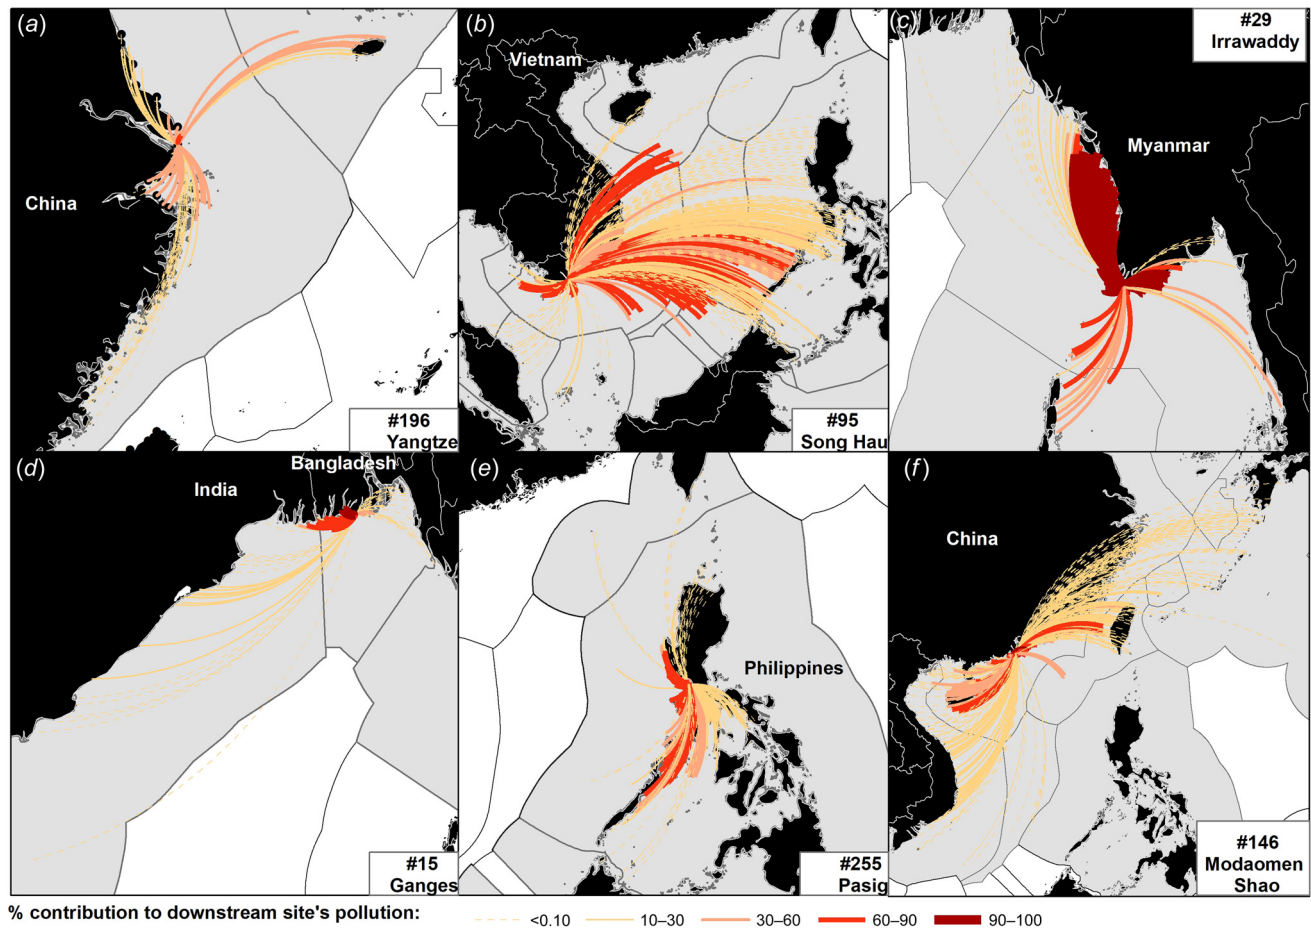 (a)
China
#196
Yangtze
(b)
Vietnam
#95
Song Hau
(c)
#29
Irrawaddy
Myanmar
(d)
Bangladesh
India
#15
Ganges
(e)
Philippines
#255
Pasig
(f)
China
#146
Modaomen
Shao
% contribution to downstream site's pollution: <0.10 10–30 30–60 60–90 90–100